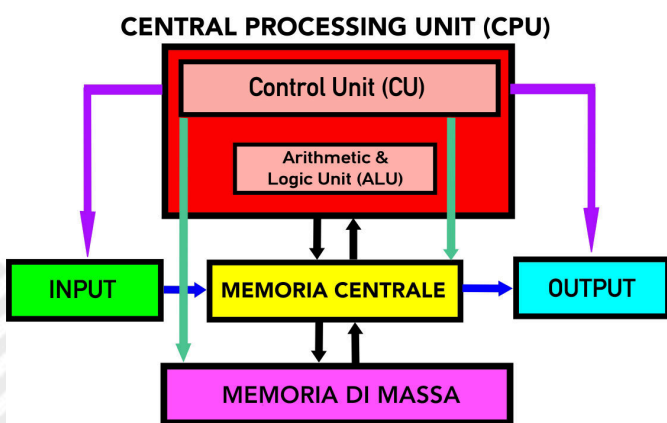 CENTRAL PROCESSING UNIT (CPU)
Control Unit (CU)
Arithmetic &
Logic Unit (ALU)
INPUT
MEMORIA CENTRALE
OUTPUT
MEMORIA DI MASSA